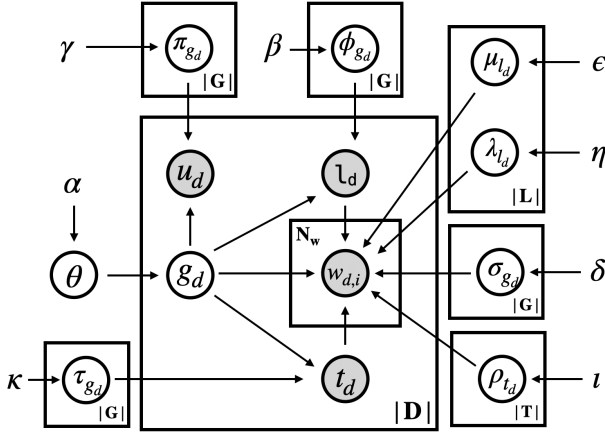 γ π_{g_d} |G|
β ϕ_{g_d} |G|
μ_{l_d} ϵ
λ_{l_d} η
|L|
α u_d l_d
N_w
θ g_d w_{d,i} σ_{g_d} δ
|G|
κ τ_{g_d} |G| t_d ρ_{t_d} ι
|D| |T|